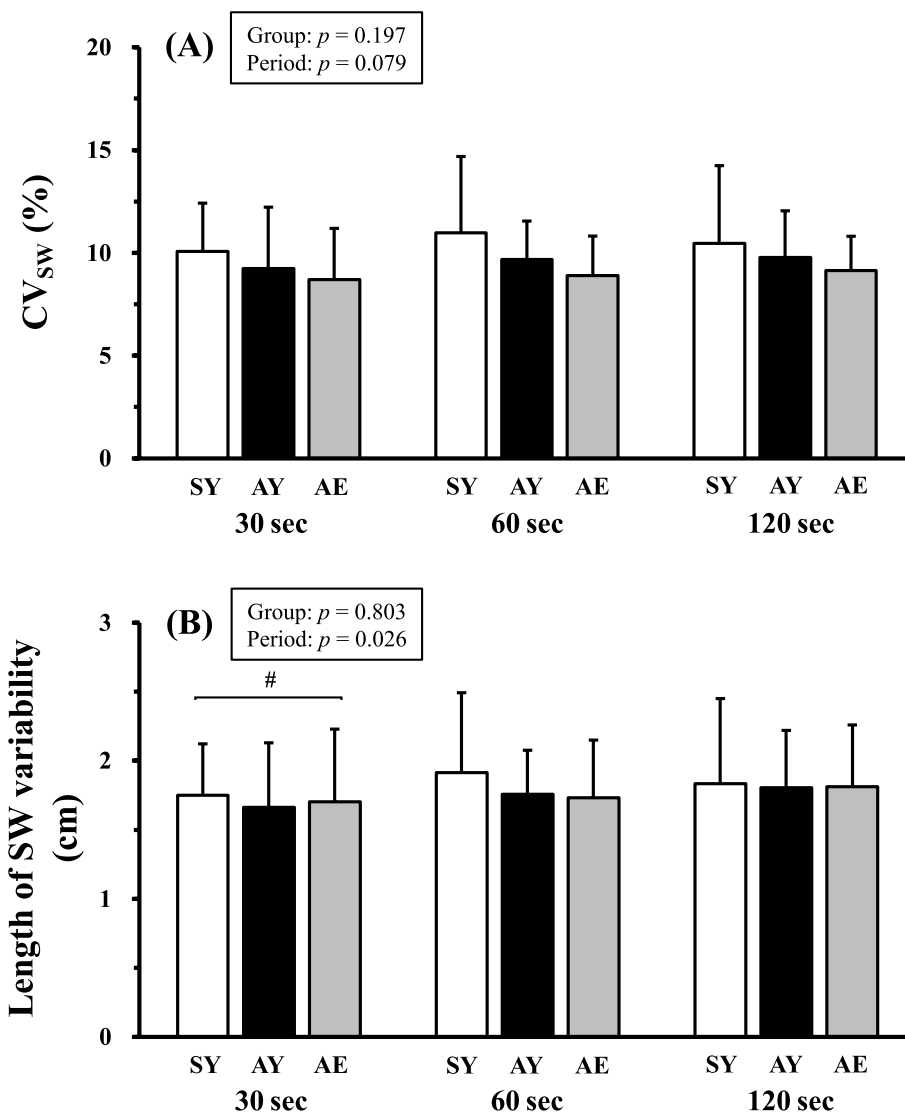 (A)
Group: p = 0.197
Period: p = 0.079
CVSW (%)
20
15
10
5
0
SY AY AE SY AY AE SY AY AE
30 sec 60 sec 120 sec
(B)
Group: p = 0.803
Period: p = 0.026
Length of SW variability
(cm)
3
#
2
1
0
SY AY AE SY AY AE SY AY AE
30 sec 60 sec 120 sec